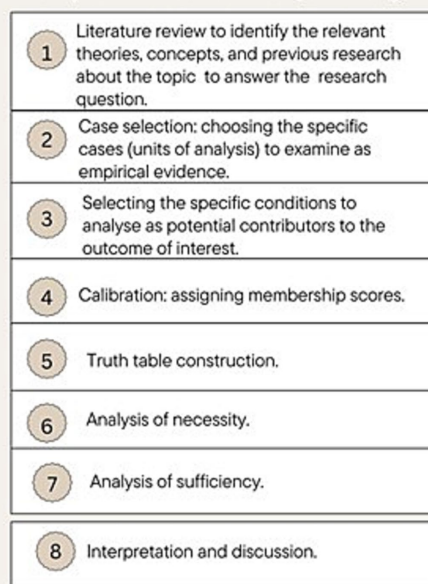 1
Literature review to identify the relevant
theories, concepts, and previous research
about the topic to answer the research
question.
2
Case selection: choosing the specific
cases (units of analysis) to examine as
empirical evidence.
3
Selecting the specific conditions to
analyse as potential contributors to the
outcome of interest.
4
Calibration: assigning membership scores.
5
Truth table construction.
6
Analysis of necessity.
7
Analysis of sufficiency.
8
Interpretation and discussion.